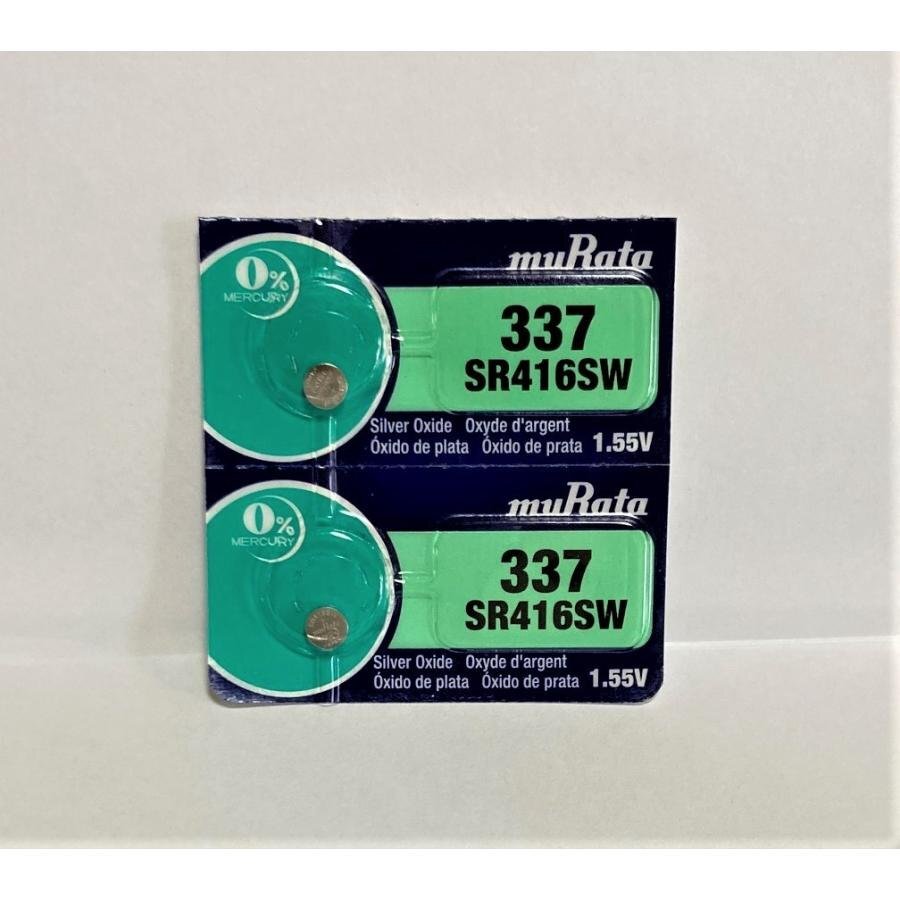 muRata
0%
MERCURY
337
SR416SW
Silver Oxide Oxyde d'argent
Óxido de plata Óxido de prata 1.55V
muRata
0%
MERCURY
337
SR416SW
Silver Oxide Oxyde d'argent
Óxido de plata Óxido de prata 1.55V